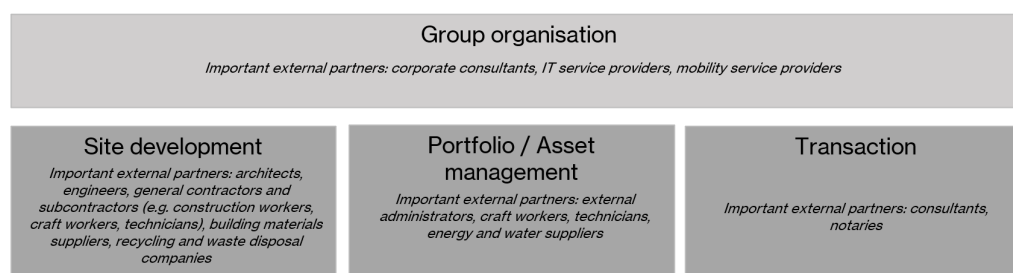 Group organisation
Important external partners: corporate consultants, IT service providers, mobility service providers
Site development
Important external partners: architects,
engineers, general contractors and
subcontractors (e.g. construction workers,
craft workers, technicians), building materials
suppliers, recycling and waste disposal
companies
Portfolio / Asset
management
Important external partners: external
administrators, craft workers, technicians,
energy and water suppliers
Transaction
Important external partners: consultants,
notaries